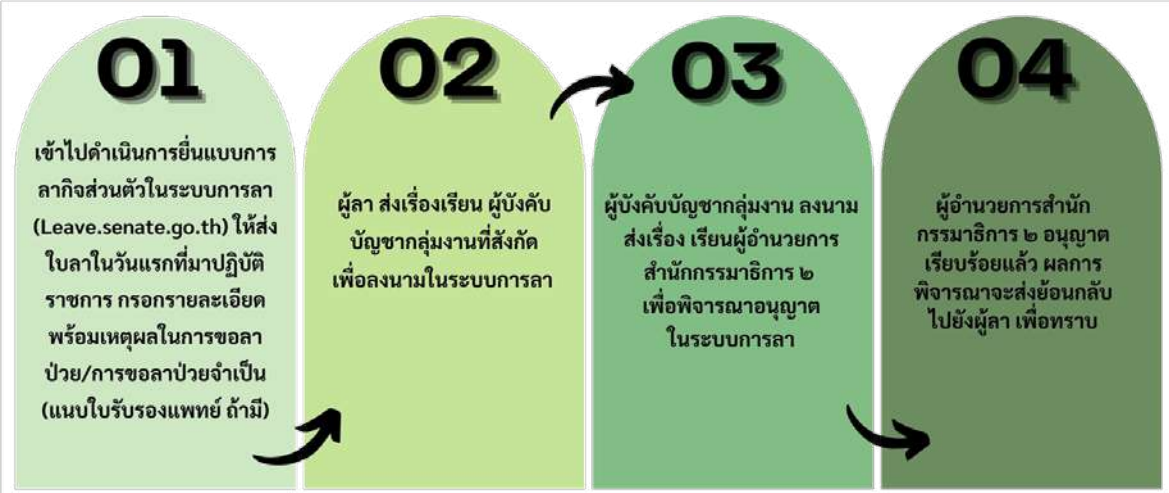 01
เข้าไปดำเนินการยื่นแบบการ
ลากิจส่วนตัวในระบบการลา
(Leave.senate.go.th) ให้ส่ง
ใบลาในวันแรกที่มาปฏิบัติ
ราชการ กรอกรายละเอียด
พร้อมเหตุผลในการขอลา
ป่วย/การขอลาป่วยจำเป็น
(แนบใบรับรองแพทย์ ถ้ามี)
02
ผู้ลา ส่งเรื่องเรียน ผู้บังคับ
บัญชากลุ่มงานที่สังกัด
เพื่อลงนามในระบบการลา
03
ผู้บังคับบัญชากลุ่มงาน ลงนาม
ส่งเรื่อง เรียนผู้อำนวยการ
สำนักกรรมาธิการ ๒
เพื่อพิจารณาอนุญาต
ในระบบการลา
04
ผู้อำนวยการสำนัก
กรรมาธิการ ๒ อนุญาต
เรียบร้อยแล้ว ผลการ
พิจารณาจะส่งย้อนกลับ
ไปยังผู้ลา เพื่อทราบ